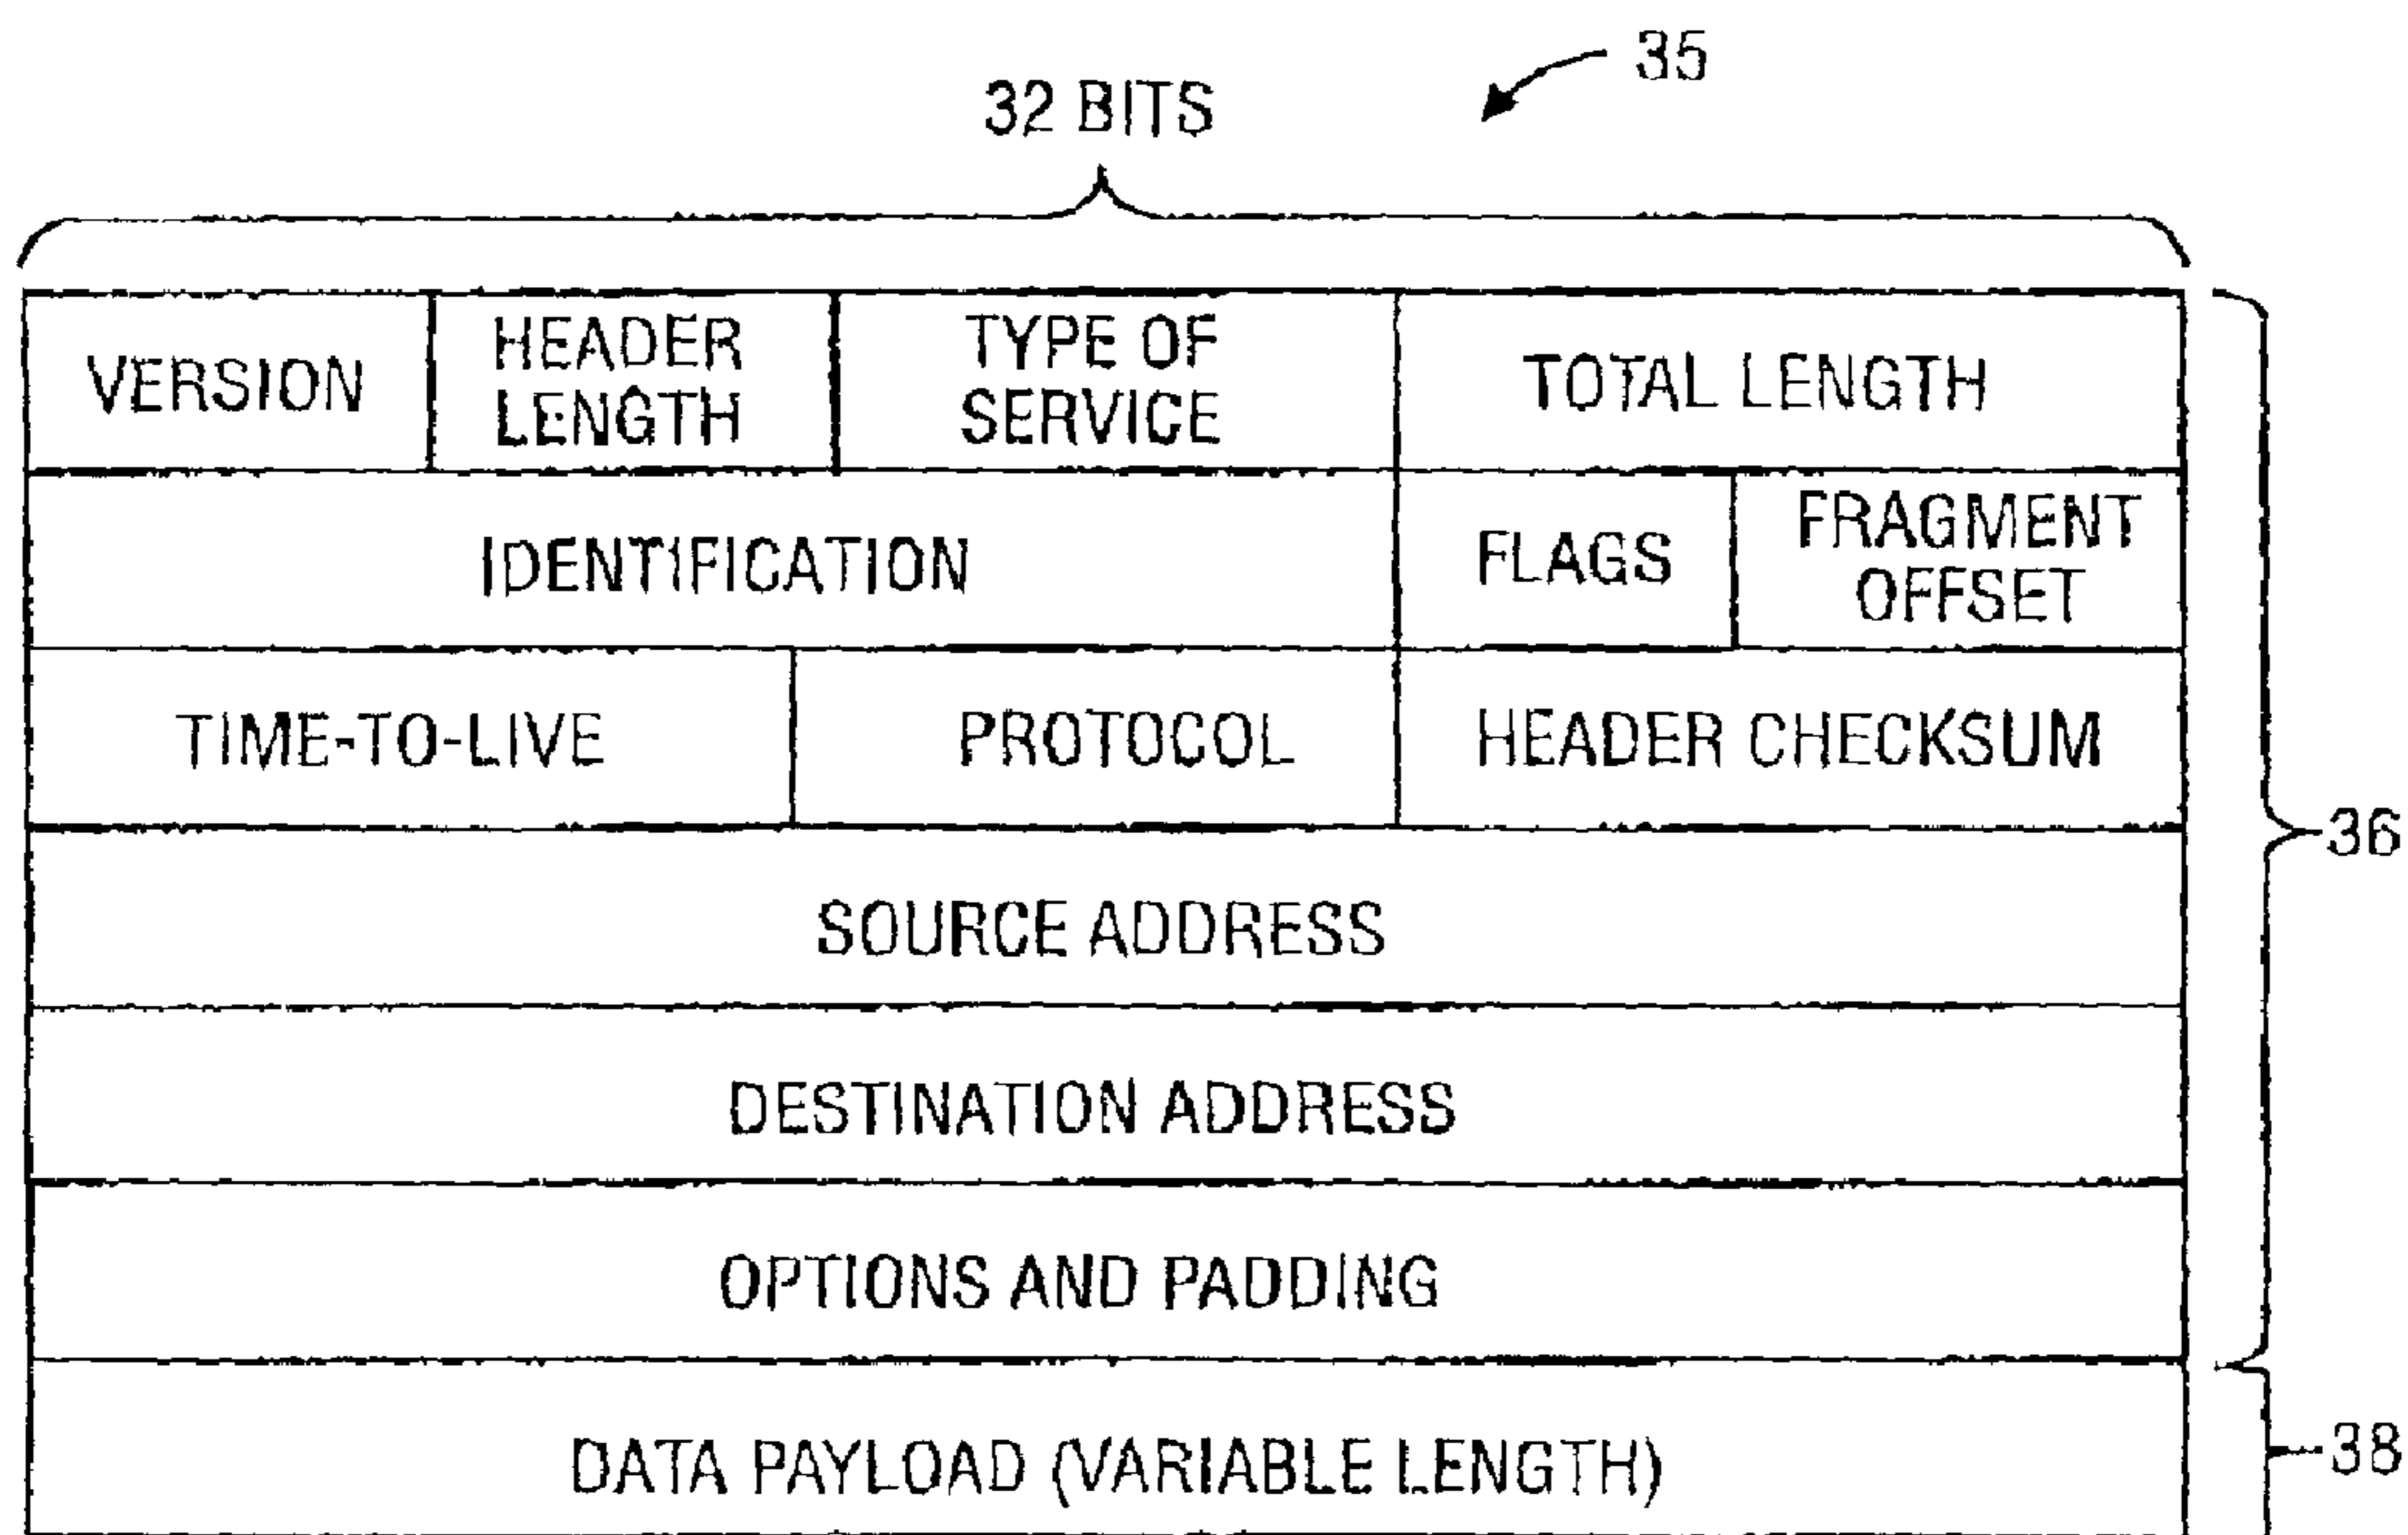 35
32 BITS
VERSION
HEADER
LENGTH
TYPE OF
SERVICE
TOTAL LENGTH
IDENTIFICATION
FLAGS
FRAGMENT
OFFSET
TIME-TO-LIVE
PROTOCOL
HEADER CHECKSUM
36
SOURCE ADDRESS
DESTINATION ADDRESS
OPTIONS AND PADDING
DATA PAYLOAD (VARIABLE LENGTH)
38